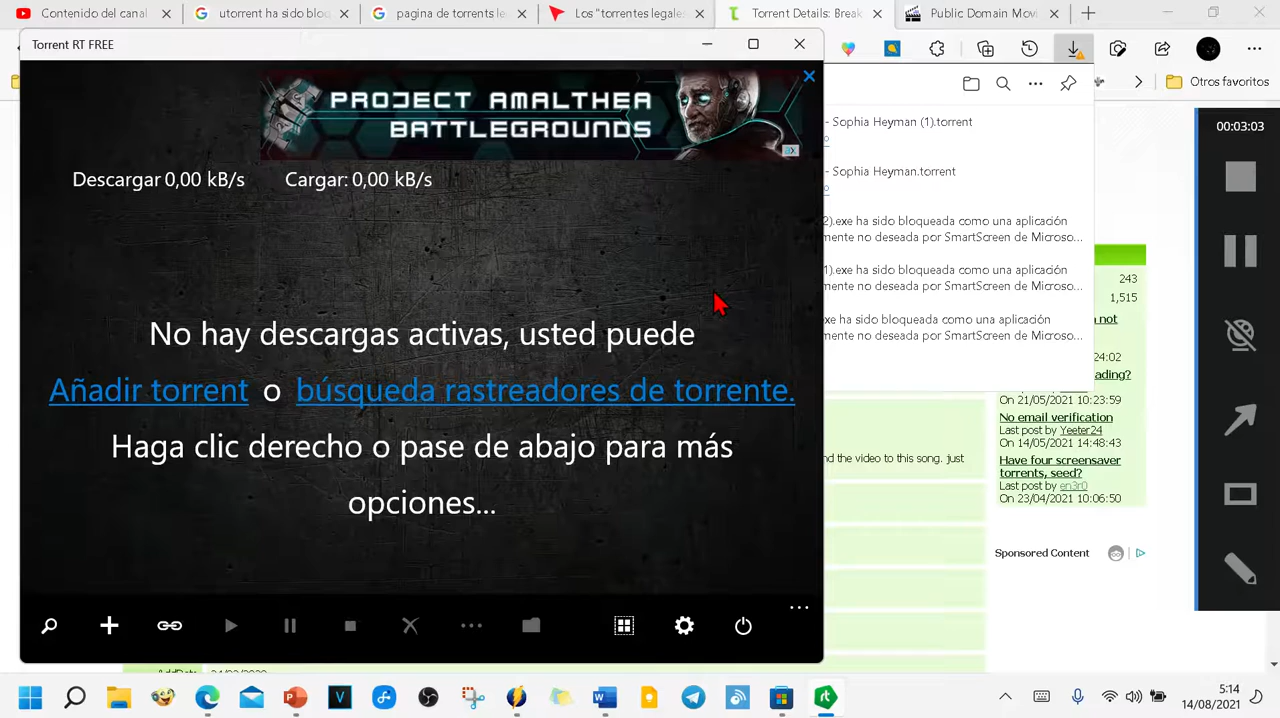 Contenido del canal
utorrent ha sido bloq
pagina de torrents le
Los "torrentes legales
Torrent Details: Break
Public Domain Movi
Torrent RT FREE
Otros favoritos
PROJECT AMALTHEA
BATTLEGROUNDS
Descargar 0,00 kB/s
Cargar: 0,00 kB/s
- Sophia Heyman (1).torrent
- Sophia Heyman.torrent
2).exe ha sido bloqueada como una aplicación
mente no deseada por SmartScreen de Microso...
1).exe ha sido bloqueada como una aplicación
mente no deseada por SmartScreen de Microso...
xe ha sido bloqueada como una aplicación
mente no deseada por SmartScreen de Microso...
00:03:03
243
1,515
not
24:02
ading?
On 21/05/2021 10:23:59
No email verification
Last post by Yeeter24
On 14/05/2021 14:48:43
Have four screensaver
torrents, seed?
Last post by en3r0
On 23/04/2021 10:06:50
Sponsored Content
nd the video to this song. just
No hay descargas activas, usted puede
Añadir torrent o búsqueda rastreadores de torrente.
Haga clic derecho o pase de abajo para más
opciones...
AddDate
24/03/2020
5:14
14/08/2021